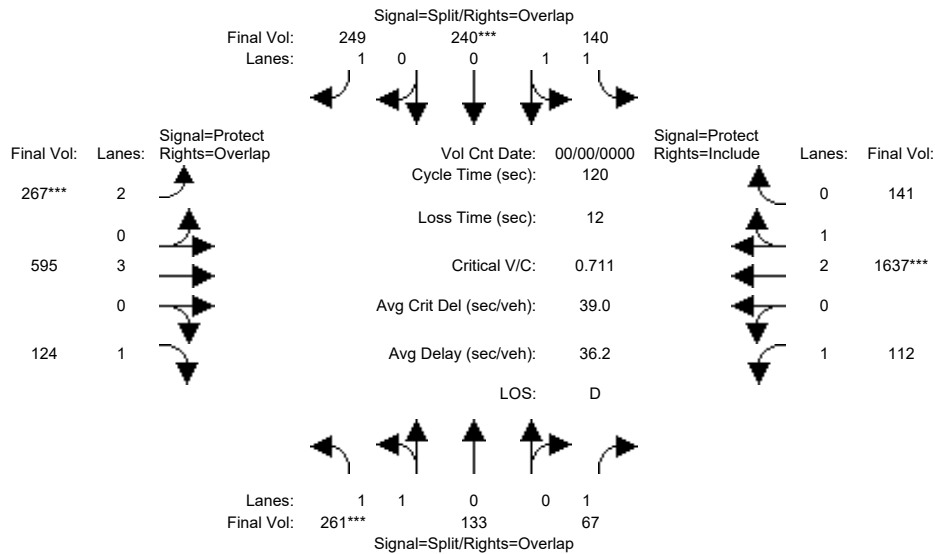 Signal=Split/Rights=Overlap
Final Vol: 249 240*** 140
Lanes: 1 0 0 1 1
Signal=Protect Signal=Protect
Final Vol: Lanes: Rights=Overlap Vol Cnt Date: 00/00/0000 Rights=Include Lanes: Final Vol:
Cycle Time (sec): 120
267*** 2 0 141
Loss Time (sec): 12
0 1
595 3 Critical V/C: 0.711 2 1637***
0 Avg Crit Del (sec/veh): 39.0 0
124 1 Avg Delay (sec/veh): 36.2 1 112
LOS: D
Lanes: 1 1 0 0 1
Final Vol: 261*** 133 67
Signal=Split/Rights=Overlap